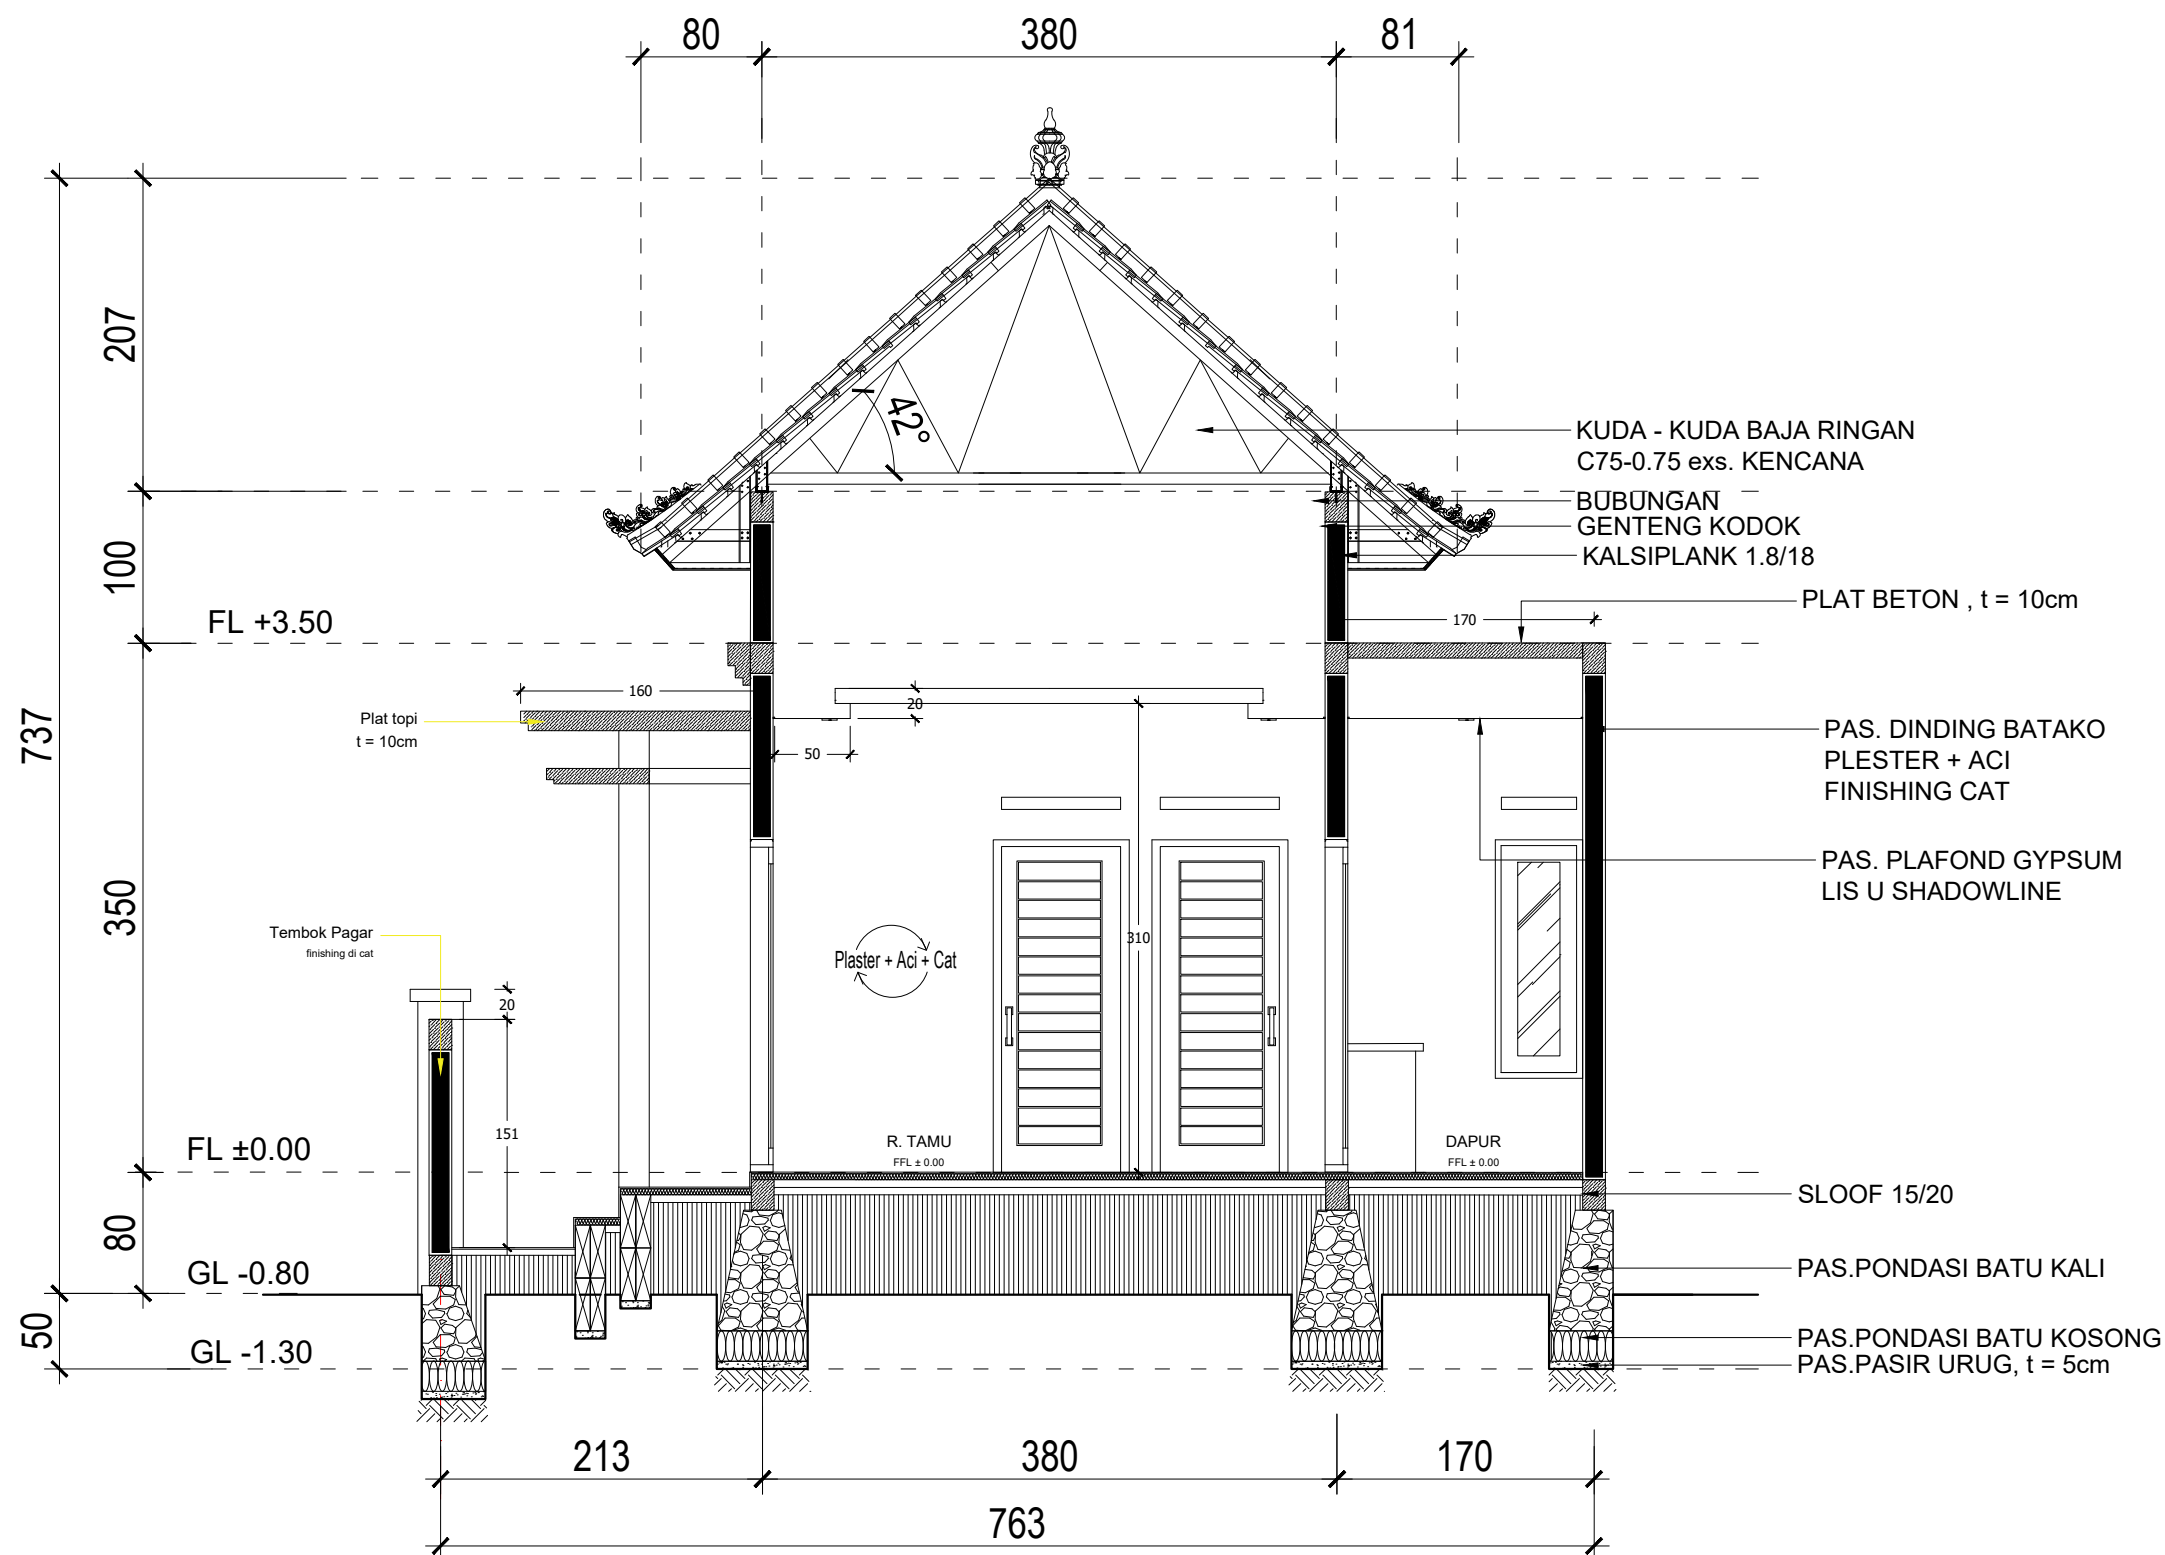 80
380
81
207
42°
KUDA - KUDA BAJA RINGAN
C75-0.75 exs. KENCANA
BUBUNGAN
GENTENG KODOK
KALSIPLANK 1.8/18
100
PLAT BETON , t = 10cm
FL +3.50
170
160
20
Plat topi
t = 10cm
50
737
PAS. DINDING BATAKO
PLESTER + ACI
FINISHING CAT
PAS. PLAFOND GYPSUM
LIS U SHADOWLINE
350
Tembok Pagar
finishing di cat
310
Plaster + Aci + Cat
20
151
FL ±0.00
R. TAMU
FFL ± 0.00
DAPUR
FFL ± 0.00
SLOOF 15/20
80
GL -0.80
PAS.PONDASI BATU KALI
50
GL -1.30
PAS.PONDASI BATU KOSONG
PAS.PASIR URUG, t = 5cm
213
380
170
763